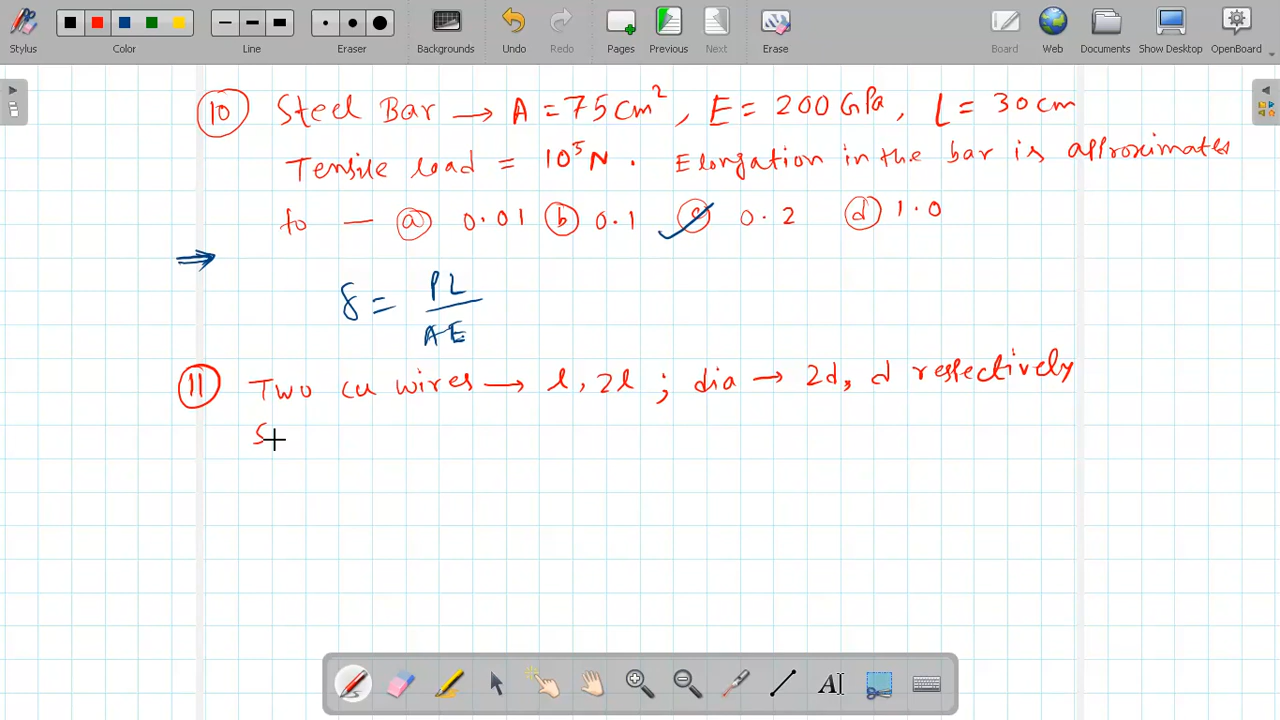 Stylus Color Line Eraser Backgrounds Undo Redo Pages Previous Next Erase Board Web Documents Show Desktop OpenBoard
10 Steel Bar → A = 75 cm², E = 200 GPa, L = 30 cm
Tensile load = 10⁵ N . Elongation in the bar is approximates
to — a 0.01 b 0.1 c 0.2 d 1.0
⇒
δ = PL / AE
11 Two cu wires → l, 2l ; dia → 2d, d respectively
S